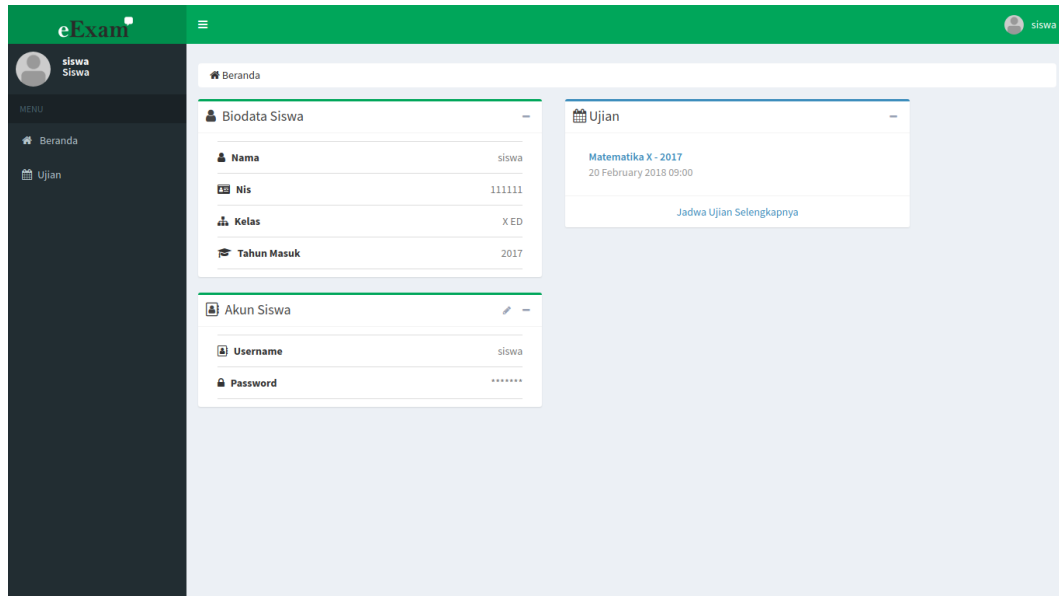 eExam
siswa
siswa
Siswa
MENU
Beranda
Ujian
Beranda
Biodata Siswa
Nama siswa
Nis 111111
Kelas X ED
Tahun Masuk 2017
Akun Siswa
Username siswa
Password *******
Ujian
Matematika X - 2017
20 February 2018 09:00
Jadwa Ujian Selengkapnya